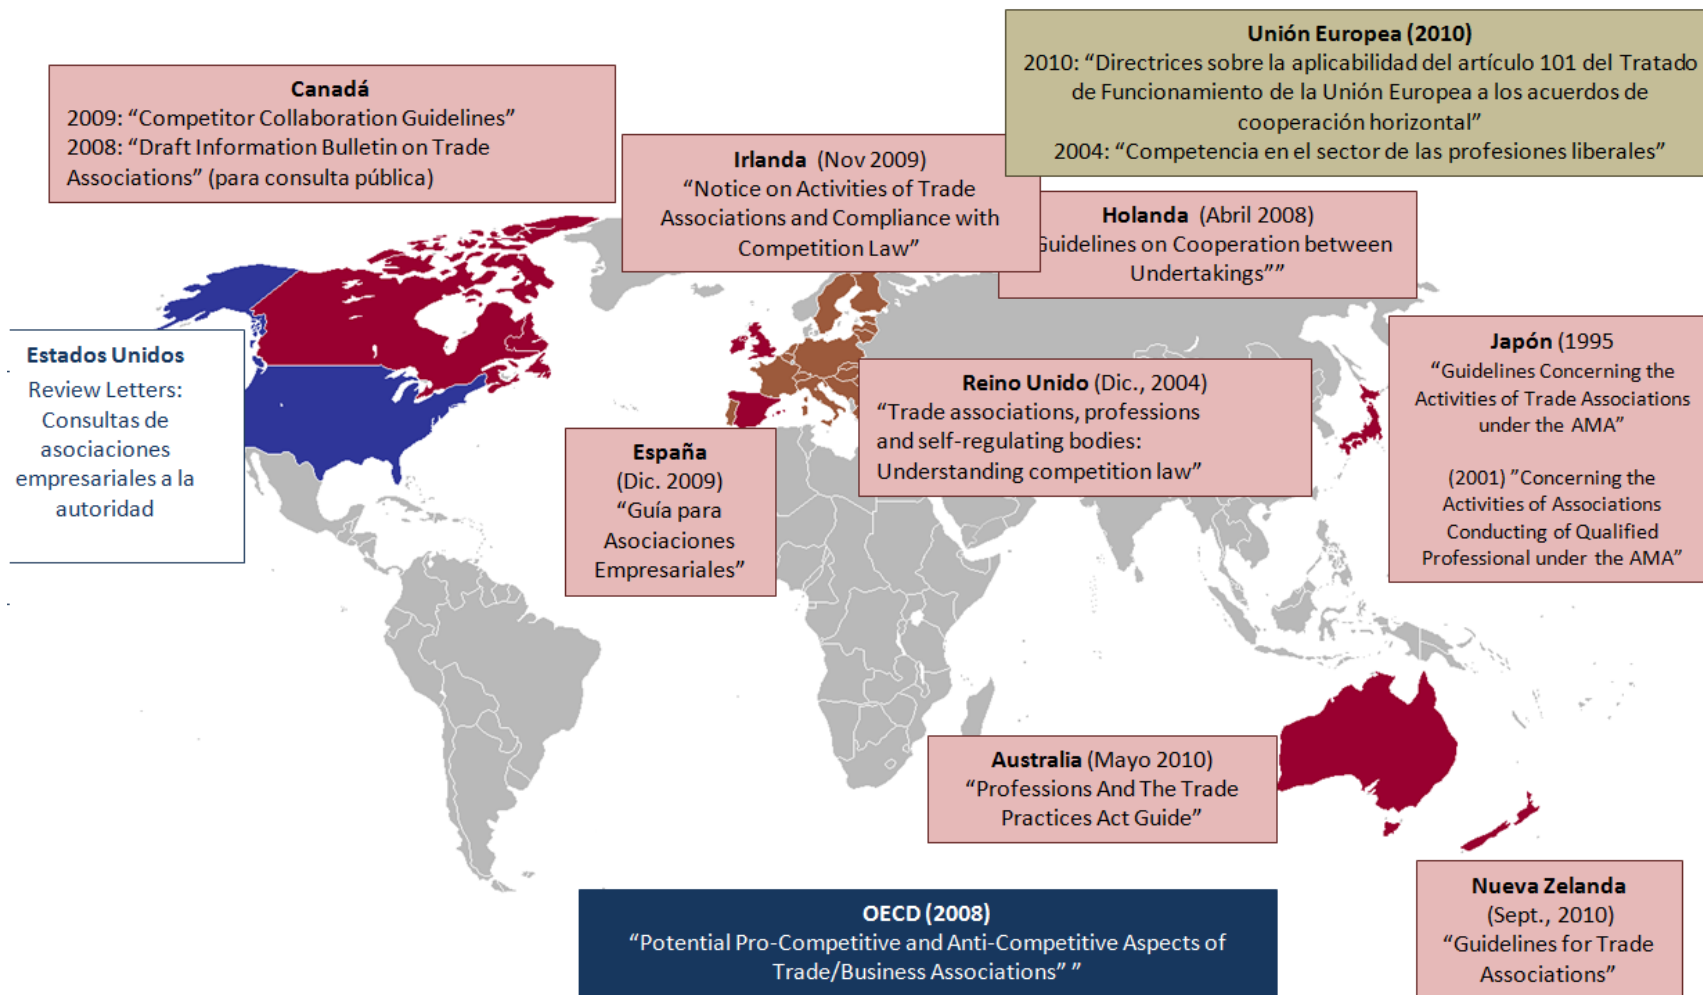 Unión Europea (2010)
2010: “Directrices sobre la aplicabilidad del artículo 101 del Tratado
de Funcionamiento de la Unión Europea a los acuerdos de
cooperación horizontal”
2004: “Competencia en el sector de las profesiones liberales”
Canadá
2009: “Competitor Collaboration Guidelines”
2008: “Draft Information Bulletin on Trade
Associations” (para consulta pública)
Irlanda (Nov 2009)
“Notice on Activities of Trade
Associations and Compliance with
Competition Law”
Holanda (Abril 2008)
Guidelines on Cooperation between
Undertakings””
Estados Unidos
Review Letters:
Consultas de
asociaciones
empresariales a la
autoridad
Japón (1995
“Guidelines Concerning the
Activities of Trade Associations
under the AMA”
(2001) ”Concerning the
Activities of Associations
Conducting of Qualified
Professional under the AMA”
Reino Unido (Dic., 2004)
“Trade associations, professions
and self-regulating bodies:
Understanding competition law”
España
(Dic. 2009)
“Guía para
Asociaciones
Empresariales”
Australia (Mayo 2010)
“Professions And The Trade
Practices Act Guide”
Nueva Zelanda
(Sept., 2010)
“Guidelines for Trade
Associations”
OECD (2008)
“Potential Pro-Competitive and Anti-Competitive Aspects of
Trade/Business Associations” ”